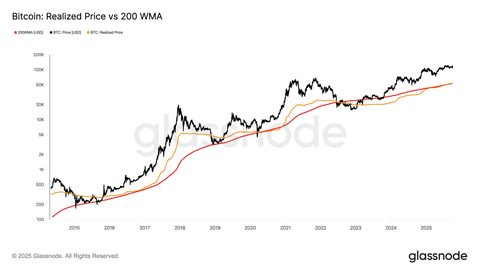 Bitcoin: Realized Price vs 200 WMA
200WMA [USD] BTC: Price [USD] BTC: Realized Price
200K
100K
50K
20K
10K
5K
2K
1K
500
200
100
glassnode
2015 2016 2017 2018 2019 2020 2021 2022 2023 2024 2025
© 2025 Glassnode. All Rights Reserved.
glassnode